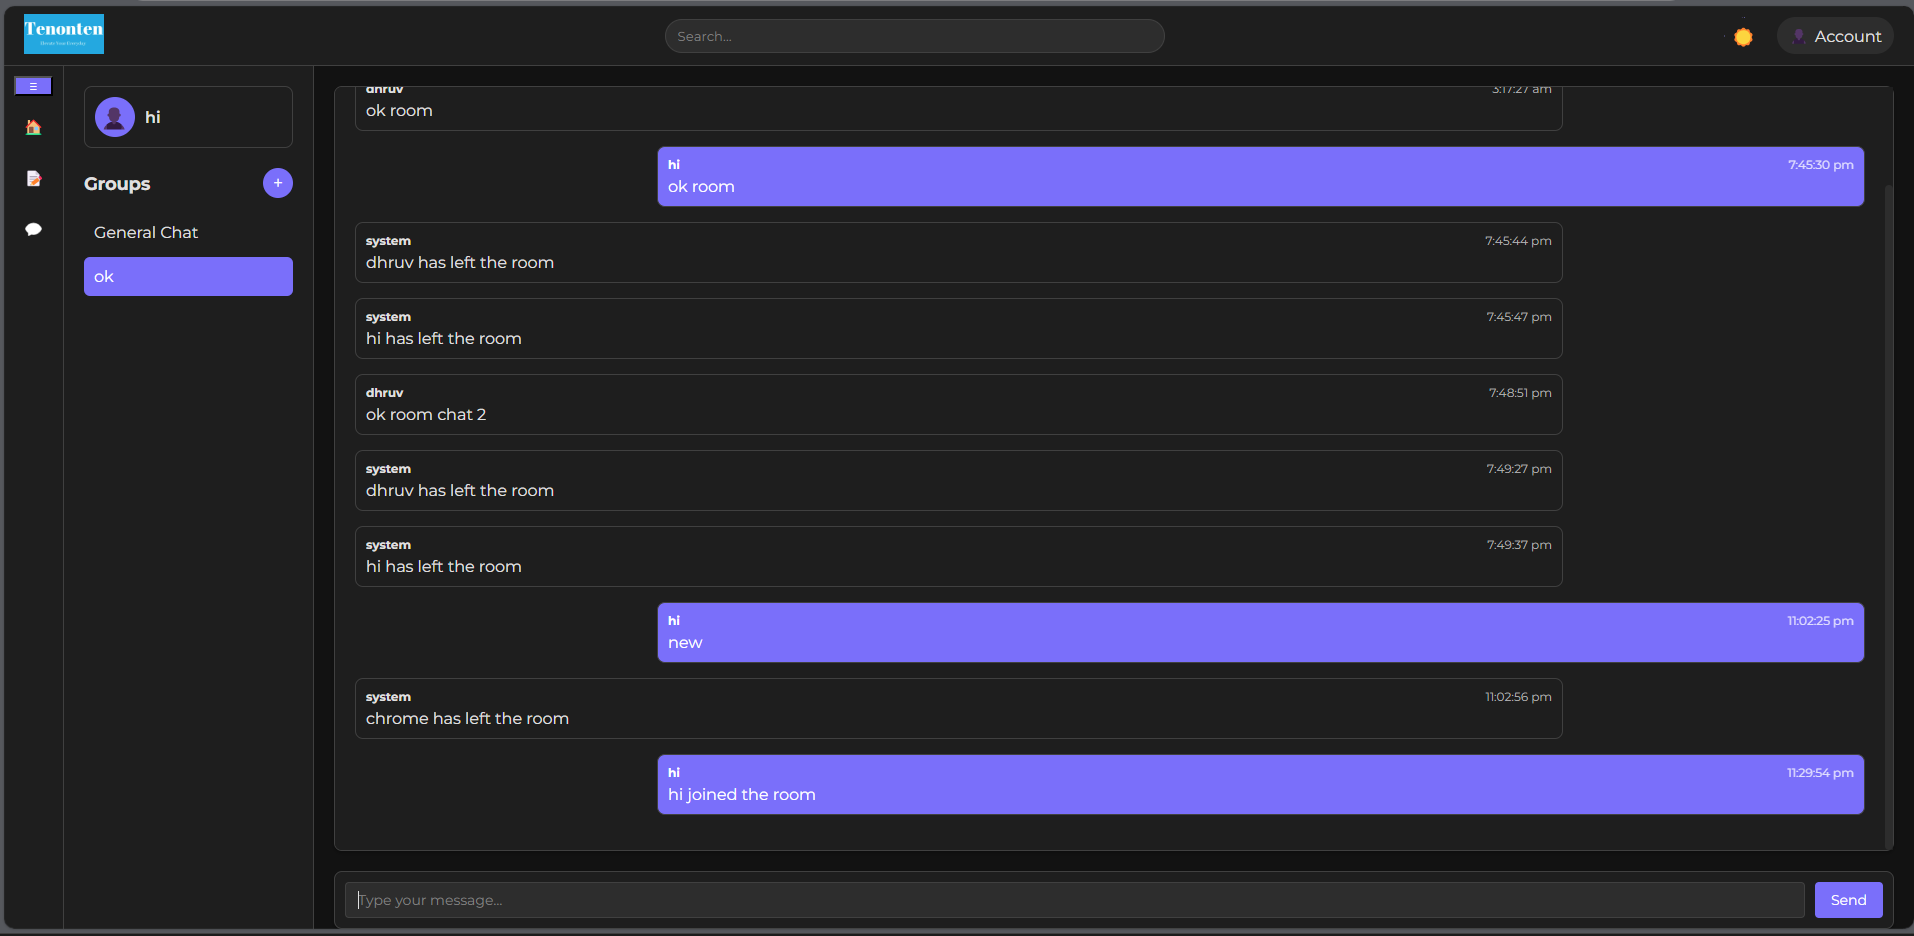 Tenonten
Search...
Account
☰
hi
Groups
+
General Chat
ok
dhruv 3:17:27 am
ok room
hi 7:45:30 pm
ok room
system 7:45:44 pm
dhruv has left the room
system 7:45:47 pm
hi has left the room
dhruv 7:48:51 pm
ok room chat 2
system 7:49:27 pm
dhruv has left the room
system 7:49:37 pm
hi has left the room
hi 11:02:25 pm
new
system 11:02:56 pm
chrome has left the room
hi 11:29:54 pm
hi joined the room
Type your message...
Send